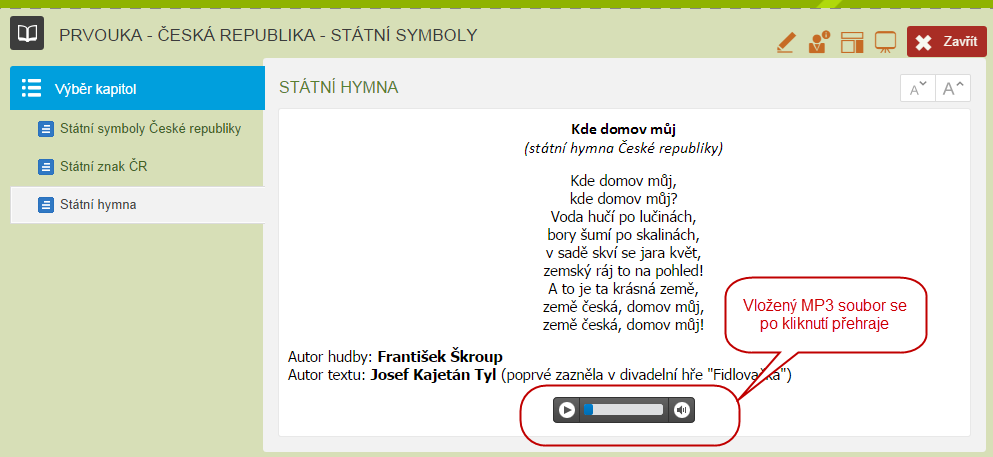 PRVOUKA - ČESKÁ REPUBLIKA - STÁTNÍ SYMBOLY
Zavřít
Výběr kapitol
Státní symboly České republiky
Státní znak ČR
Státní hymna
STÁTNÍ HYMNA
A A
Kde domov můj
(státní hymna České republiky)
Kde domov můj,
kde domov můj?
Voda hučí po lučinách,
bory šumí po skalinách,
v sadě skví se jara květ,
zemský ráj to na pohled!
A to je ta krásná země,
země česká, domov můj,
země česká, domov můj!
Vložený MP3 soubor se
po kliknutí přehraje
Autor hudby: František Škroup
Autor textu: Josef Kajetán Tyl (poprvé zazněla v divadelní hře "Fidlovačka")